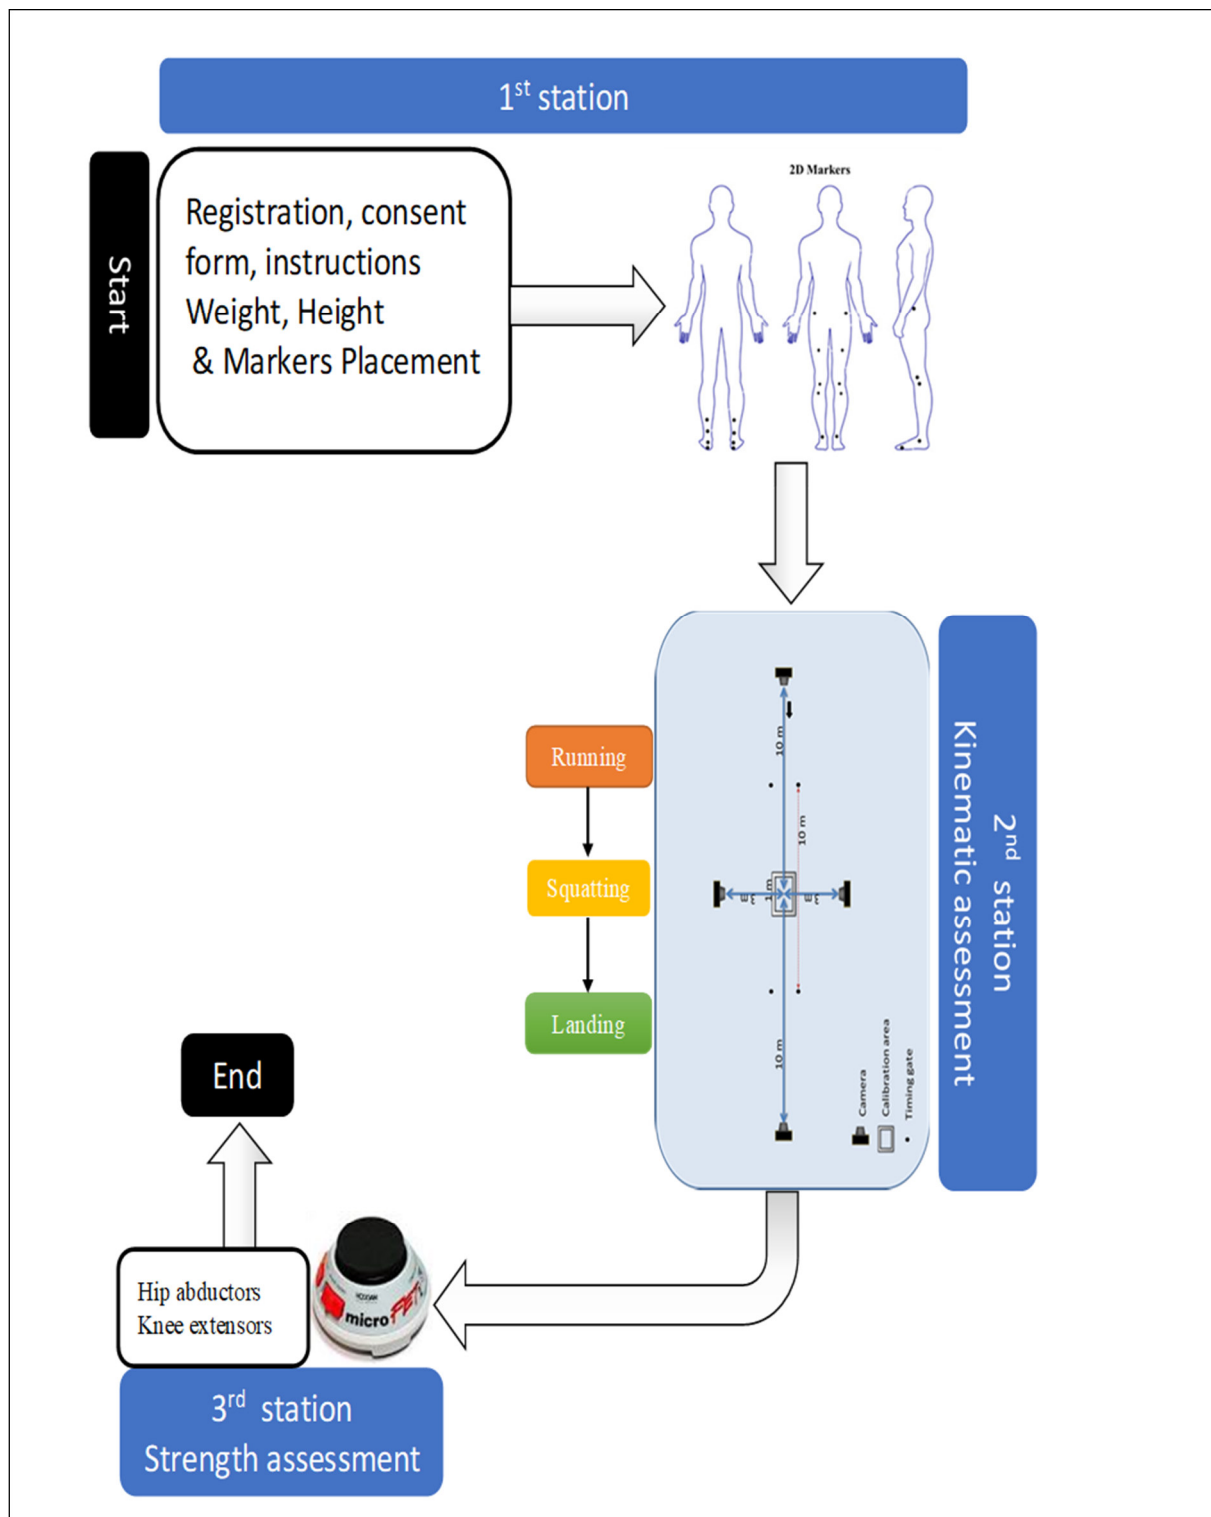 1st station
Start
Registration, consent
form, instructions
Weight, Height
& Markers Placement
2D Markers
Running
Squatting
Landing
10 m
10 m
1 m
3 m
3 m
10 m
Camera
Calibration area
Timing gate
2nd station
Kinematic assessment
End
Hip abductors
Knee extensors
HOGGAN
micro FET
3rd station
Strength assessment